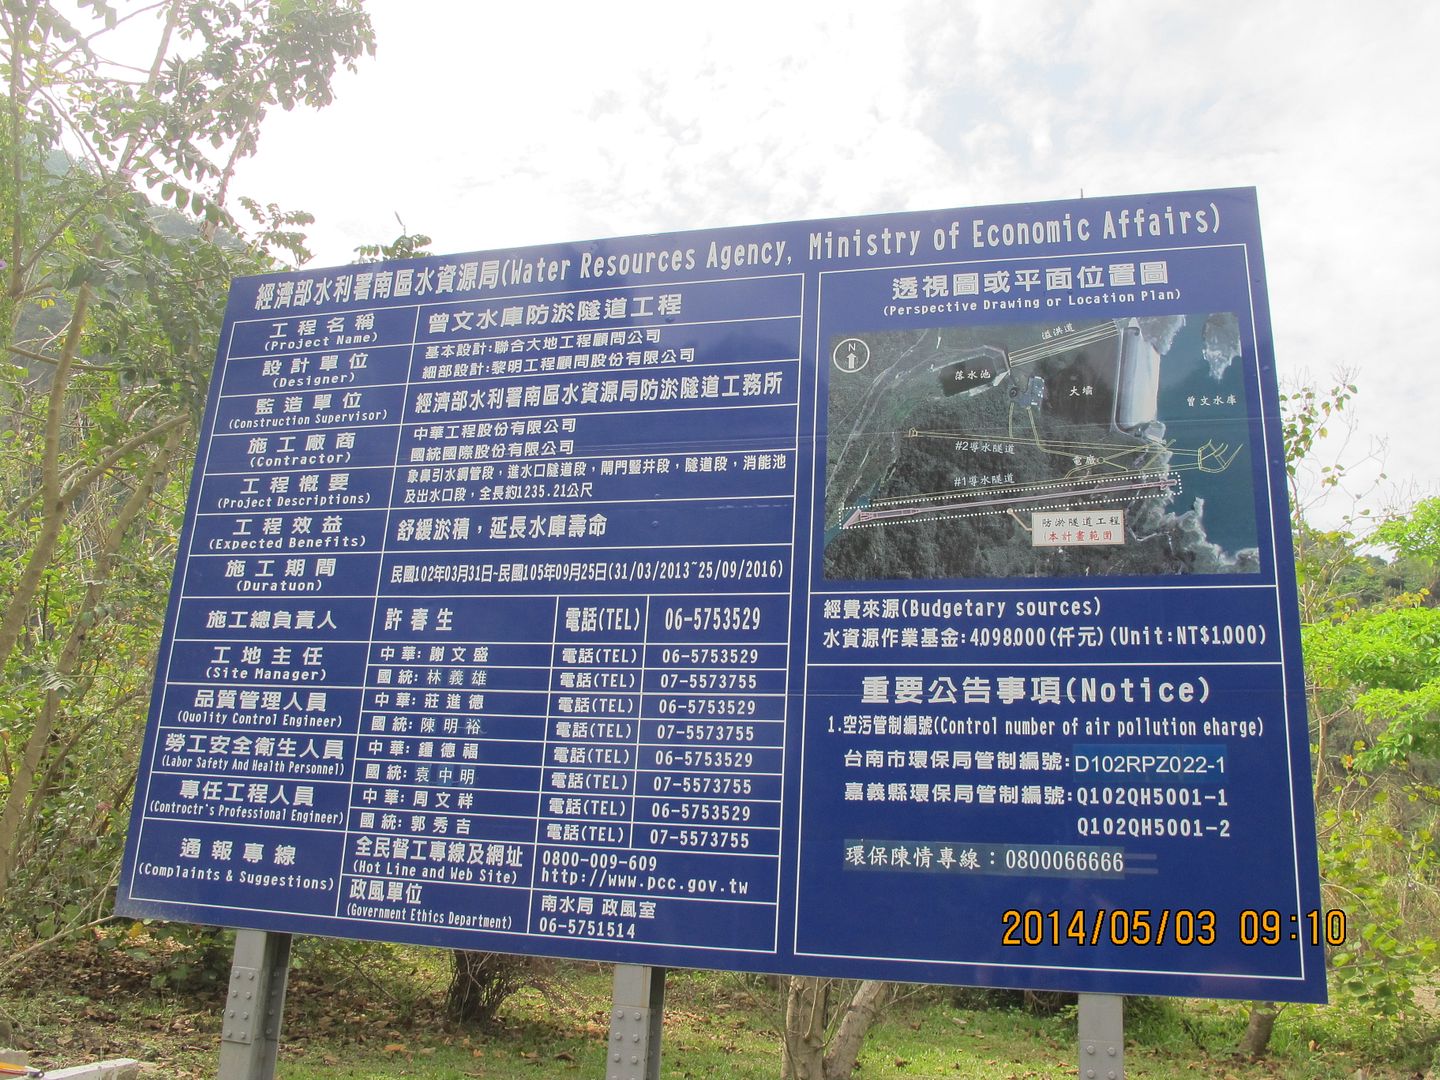 經濟部水利署南區水資源局(Water Resources Agency, Ministry of Economic Affairs)
工程名稱
(Project Name)
曾文水庫防淤隧道工程
設計單位
(Designer)
基本設計:聯合大地工程顧問公司
細部設計:黎明工程顧問股份有限公司
監造單位
(Construction Supervisor)
經濟部水利署南區水資源局防淤隧道工務所
施工廠商
(Contractor)
中華工程股份有限公司
國統國際股份有限公司
工程概要
(Project Descriptions)
象鼻引水鋼管段，進水口隧道段，閘門豎井段，隧道段，消能池
及出水口段，全長約1235.21公尺
工程效益
(Expected Benefits)
舒緩淤積，延長水庫壽命
施工期間
(Duratuon)
民國102年03月31日~民國105年09月25日(31/03/2013~25/09/2016)
施工總負責人
許春生
電話(TEL)
06-5753529
工地主任
(Site Manager)
中華:謝文盛
電話(TEL)
06-5753529
國統:林義雄
電話(TEL)
07-5573755
品質管理人員
(Quolity Control Engineer)
中華:莊進德
電話(TEL)
06-5753529
國統:陳明裕
電話(TEL)
07-5573755
勞工安全衛生人員
(Labor Safety And Health Personnel)
中華:鍾德福
電話(TEL)
06-5753529
國統:袁中明
電話(TEL)
07-5573755
專任工程人員
(Controctr's Professional Engineer)
中華:周文祥
電話(TEL)
06-5753529
國統:郭秀吉
電話(TEL)
07-5573755
通報專線
(Complaints & Suggestions)
全民督工專線及網址
(Hot Line and Web Site)
0800-009-609
http://www.pcc.gov.tw
政風單位
(Government Ethics Department)
南水局 政風室
06-5751514
透視圖或平面位置圖
(Perspective Drawing or Location Plan)
N
溢洪道
落水池
大壩
曾文水庫
#2導水隧道
電廠
#1導水隧道
防淤隧道工程
(本計畫範圍
經費來源(Budgetary sources)
水資源作業基金:4,098,000(仟元)(Unit:NT$1,000)
重要公告事項(Notice)
1.空污管制編號(Control number of air pollution eharge)
台南市環保局管制編號:D102RPZ022-1
嘉義縣環保局管制編號:Q102QH5001-1
Q102QH5001-2
環保陳情專線：0800066666
2014/05/03 09:10